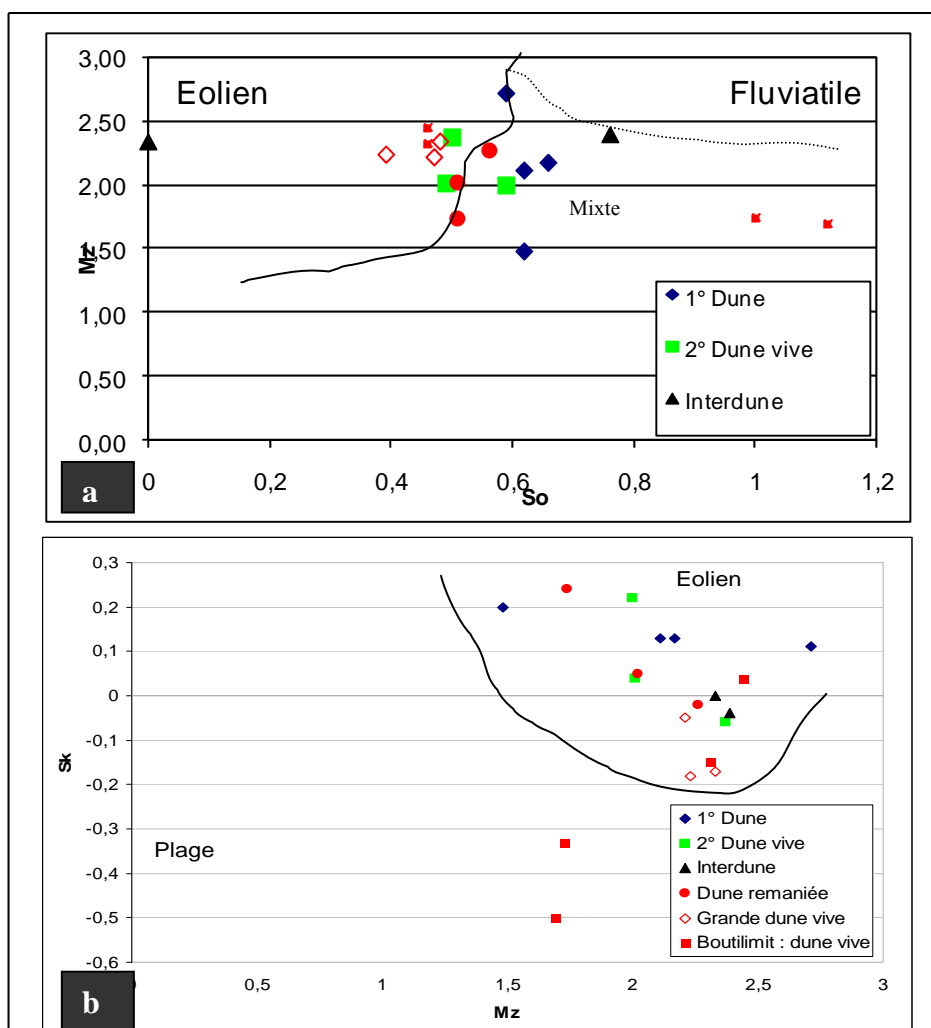 3,00
Eolien
Fluviatile
2,50
2,00
Mixte
Mz
1,50
1° Dune
1,00
2° Dune vive
0,50
Interdune
0,00
a
0
0,2
0,4
0,6
0,8
1
1,2
So
0,3
Eolien
0,2
0,1
0
-0,1
Sk
-0,2
-0,3
Plage
-0,4
-0,5
-0,6
1° Dune
2° Dune vive
Interdune
Dune remaniée
Grande dune vive
Boutilimit : dune vive
b
0,5
1
1,5
2
2,5
3
Mz